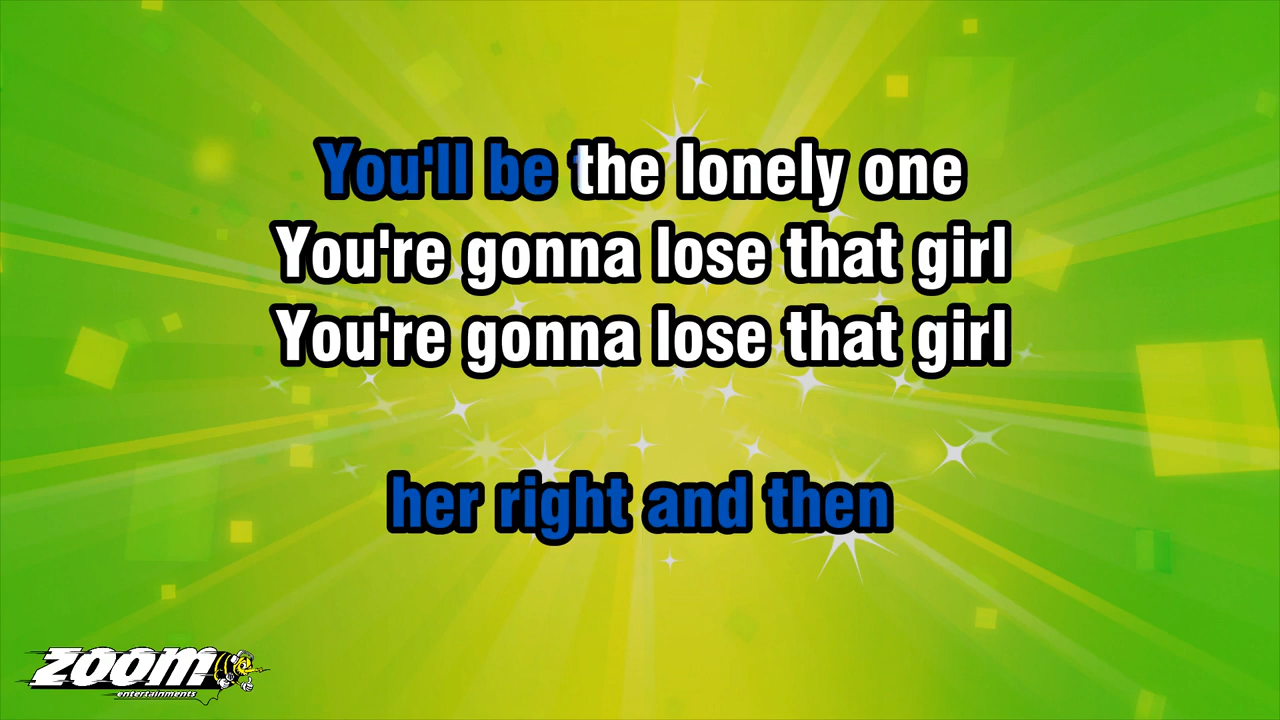 You'll be the lonely one
You're gonna lose that girl
You're gonna lose that girl
her right and then
zoom
entertainments